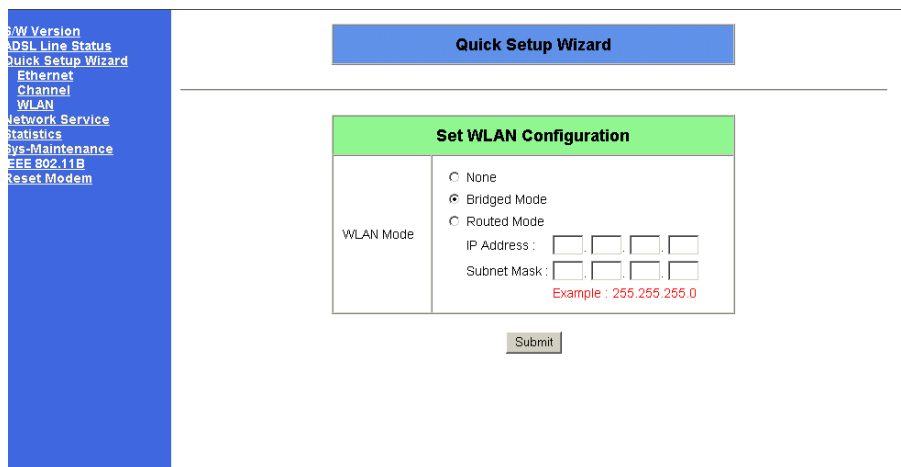 S/W Version
ADSL Line Status
Quick Setup Wizard
Ethernet
Channel
WLAN
Network Service
Statistics
Sys-Maintenance
IEEE 802.11B
Reset Modem
Quick Setup Wizard
Set WLAN Configuration
WLAN Mode
None
Bridged Mode
Routed Mode
IP Address : . . .
Subnet Mask : . . .
Example : 255.255.255.0
Submit